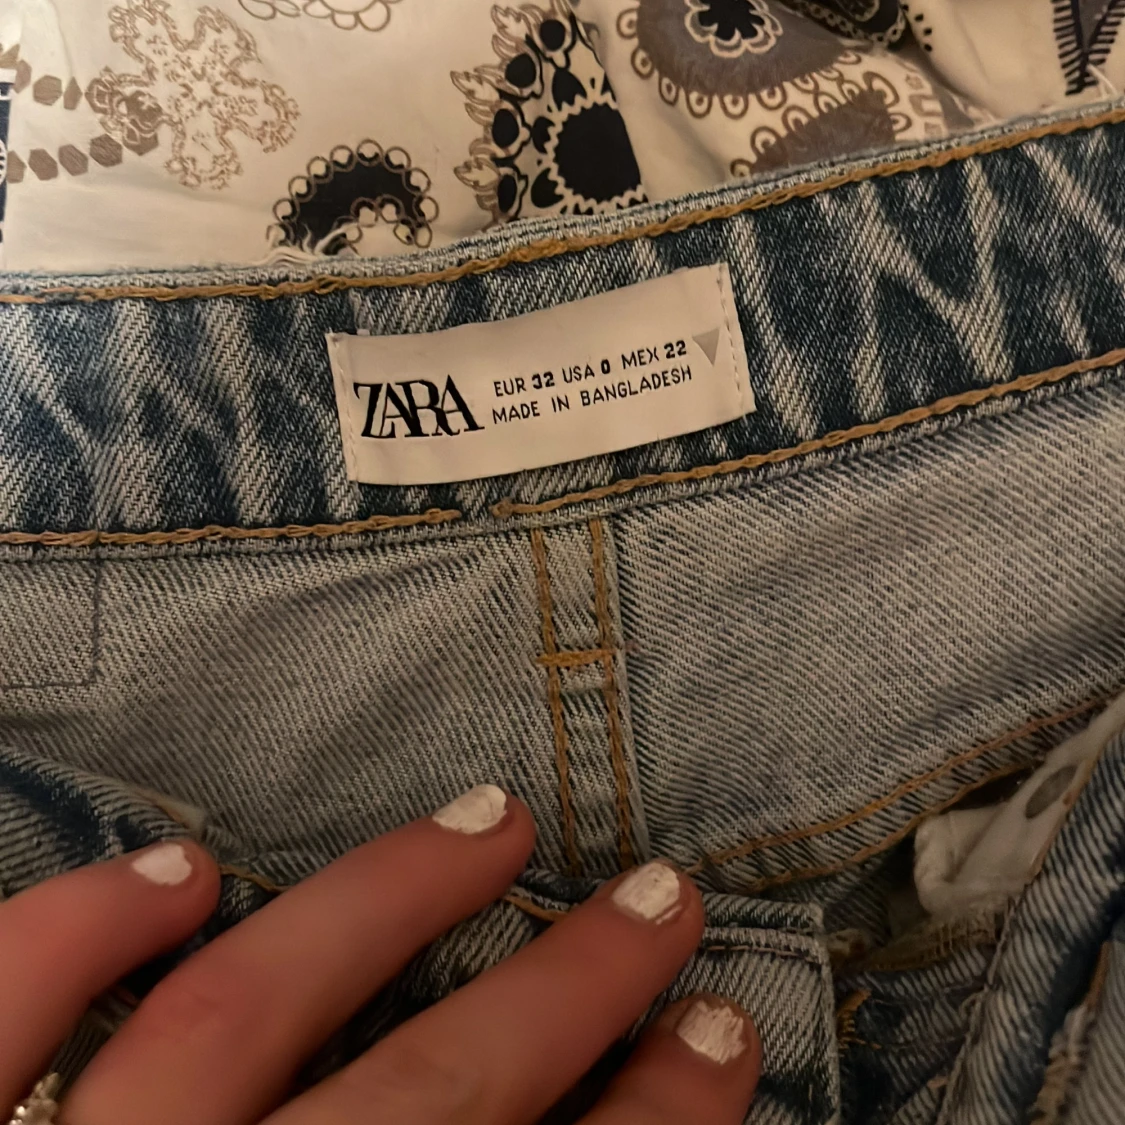 ZARA
EUR 32 USA 0 MEX 22
MADE IN BANGLADESH